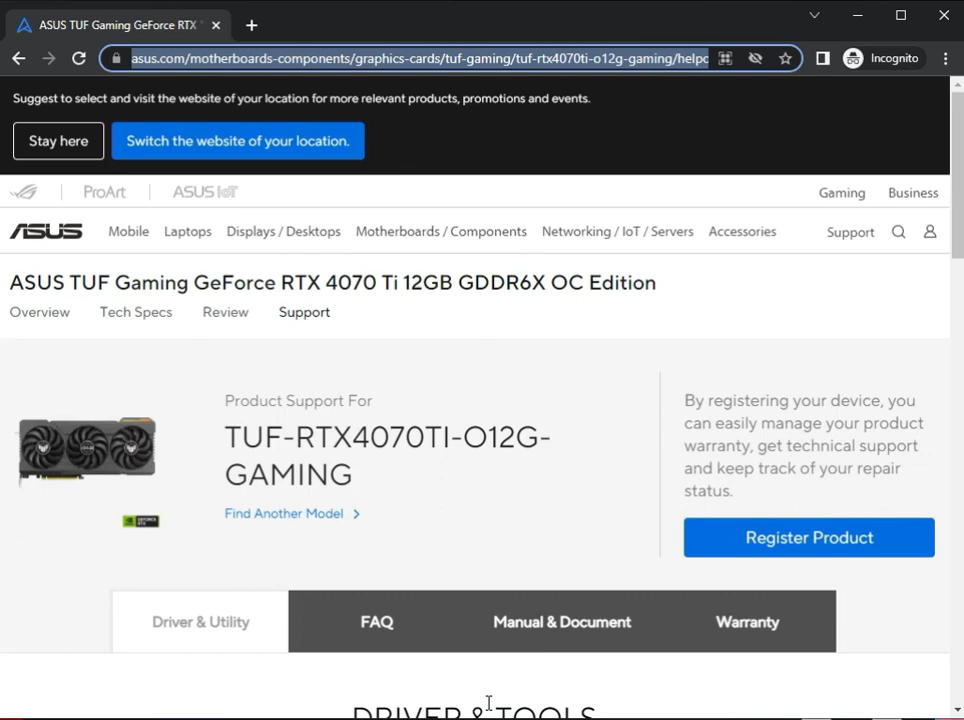 ASUS TUF Gaming GeForce RTX
asus.com/motherboards-components/graphics-cards/tuf-gaming/tuf-rtx4070ti-o12g-gaming/helpd
Incognito
Suggest to select and visit the website of your location for more relevant products, promotions and events.
Stay here Switch the website of your location.
ProArt ASUS IoT Gaming Business
ASUS Mobile Laptops Displays / Desktops Motherboards / Components Networking / IoT / Servers Accessories Support
ASUS TUF Gaming GeForce RTX 4070 Ti 12GB GDDR6X OC Edition
Overview Tech Specs Review Support
Product Support For
TUF-RTX4070TI-O12G-
GAMING
Find Another Model
By registering your device, you
can easily manage your product
warranty, get technical support
and keep track of your repair
status.
Register Product
Driver & Utility FAQ Manual & Document Warranty
DRIVER & TOOLS